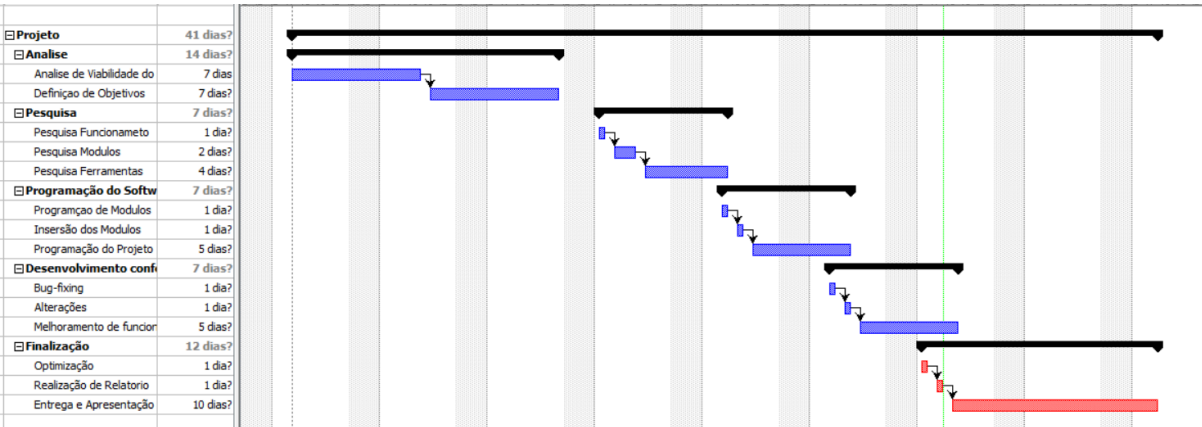 Projeto 41 dias?
Analise 14 dias?
Analise de Viabilidade do 7 dias
Definiçao de Objetivos 7 dias?
Pesquisa 7 dias?
Pesquisa Funcionameto 1 dia?
Pesquisa Modulos 2 dias?
Pesquisa Ferramentas 4 dias?
Programação do Softw 7 dias?
Programçao de Modulos 1 dia?
Insersão dos Modulos 1 dia?
Programação do Projeto 5 dias?
Desenvolvimento conf 7 dias?
Bug-fixing 1 dia?
Alterações 1 dia?
Melhoramento de funcion 5 dias?
Finalização 12 dias?
Optimização 1 dia?
Realização de Relatorio 1 dia?
Entrega e Apresentação 10 dias?